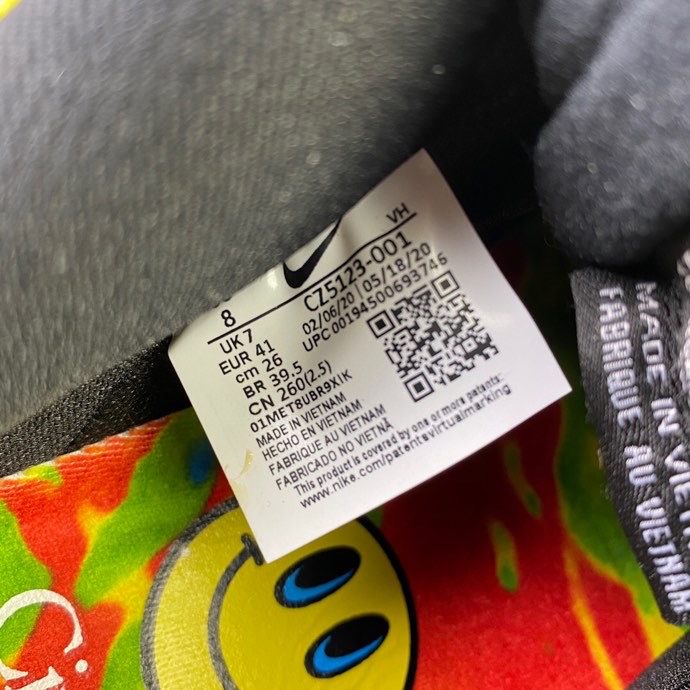 VH
8
CZ5123-001
UK 7
02/06/20 | 05/18/20
EUR 41
UPC 00194500693746
cm 26
BR 39.5
CN 260(2.5)
01MET8UBR9XIK
MADE IN VIETNAM
HECHO EN VIETNAM
FABRIQUE AU VIETNAM
FABRICADO NO VIETNÃ
This product is covered by one or more patents:
www.nike.com/patentsvirtualmarking
MADE IN VIET
FABRIQUE AU VIETNAM